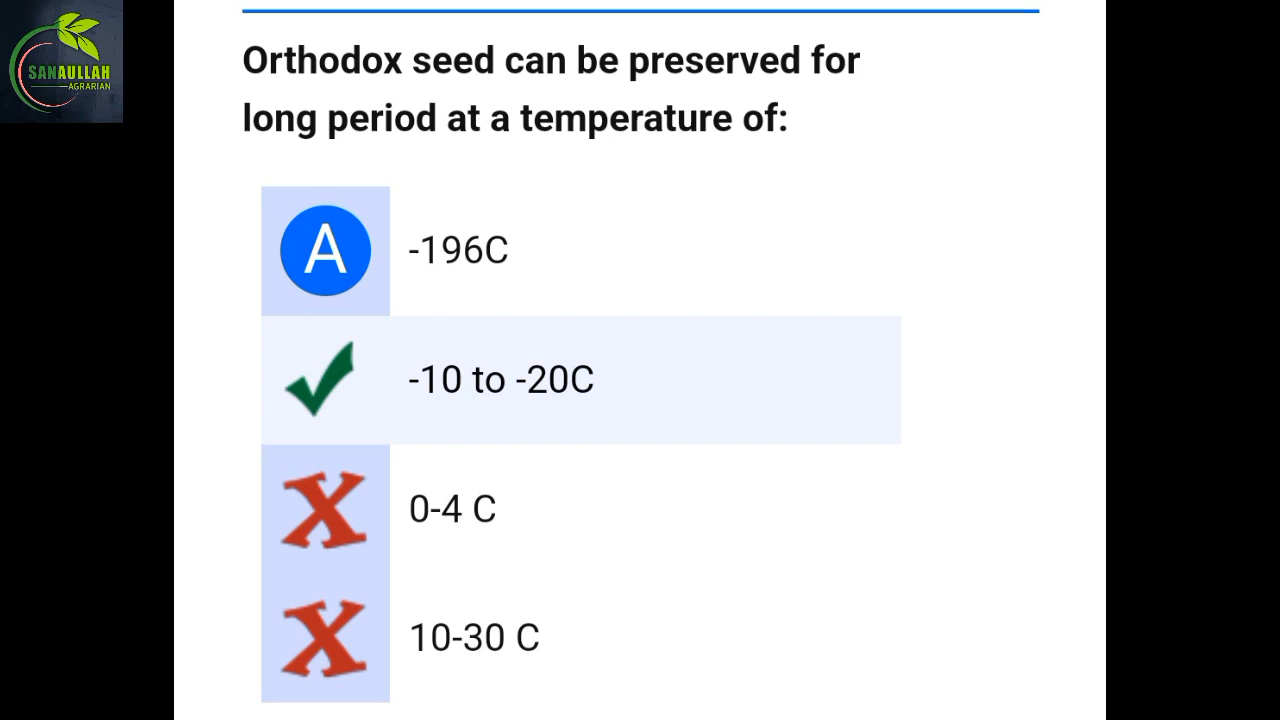 SANAULLAH
AGRARIAN
Orthodox seed can be preserved for
long period at a temperature of:
A -196C
-10 to -20C
0-4 C
10-30 C